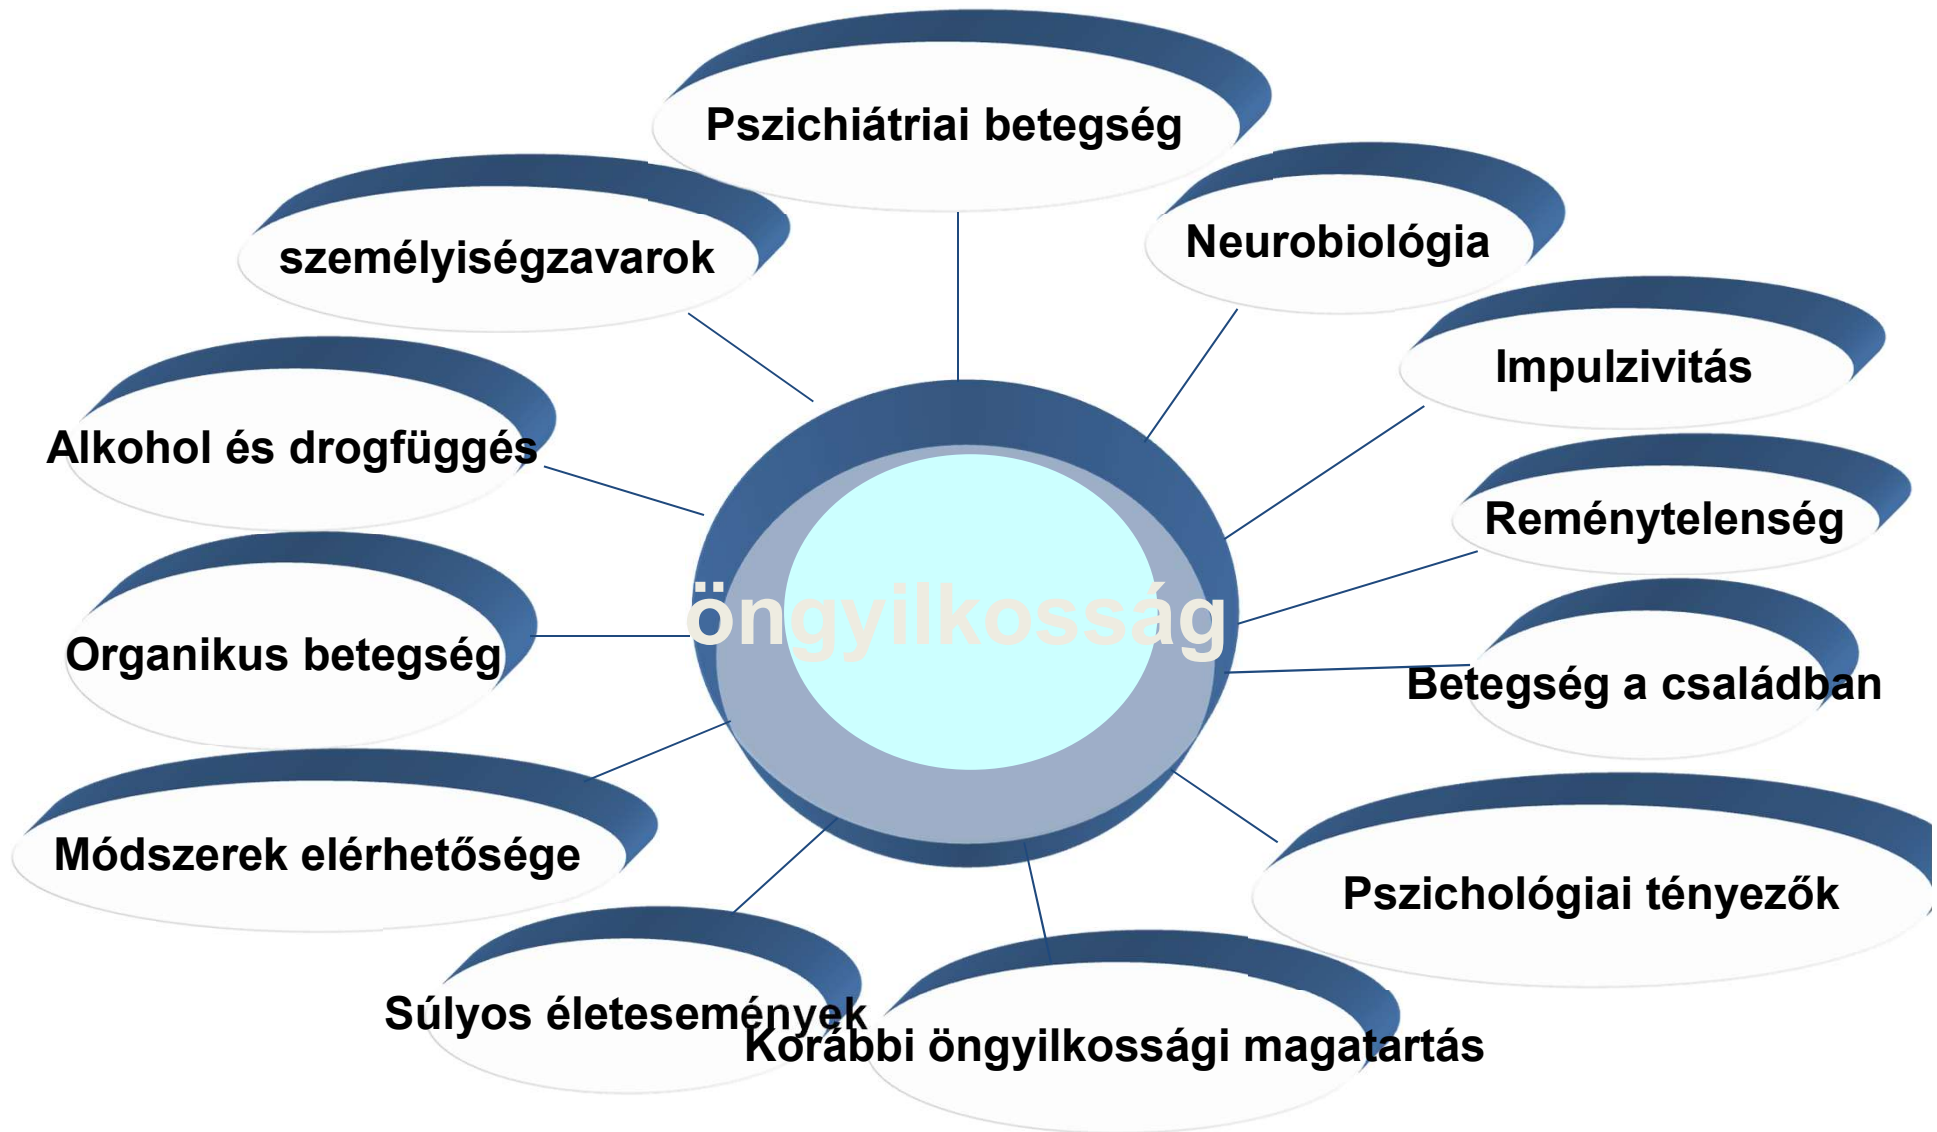 Pszichiátriai betegség
Neurobiológia
személyiségzavarok
Impulzivitás
Alkohol és drogfüggés
Reménytelenség
öngyilkosság
Organikus betegség
Betegség a családban
Módszerek elérhetősége
Pszichológiai tényezők
Súlyos életesemények
Korábbi öngyilkossági magatartás